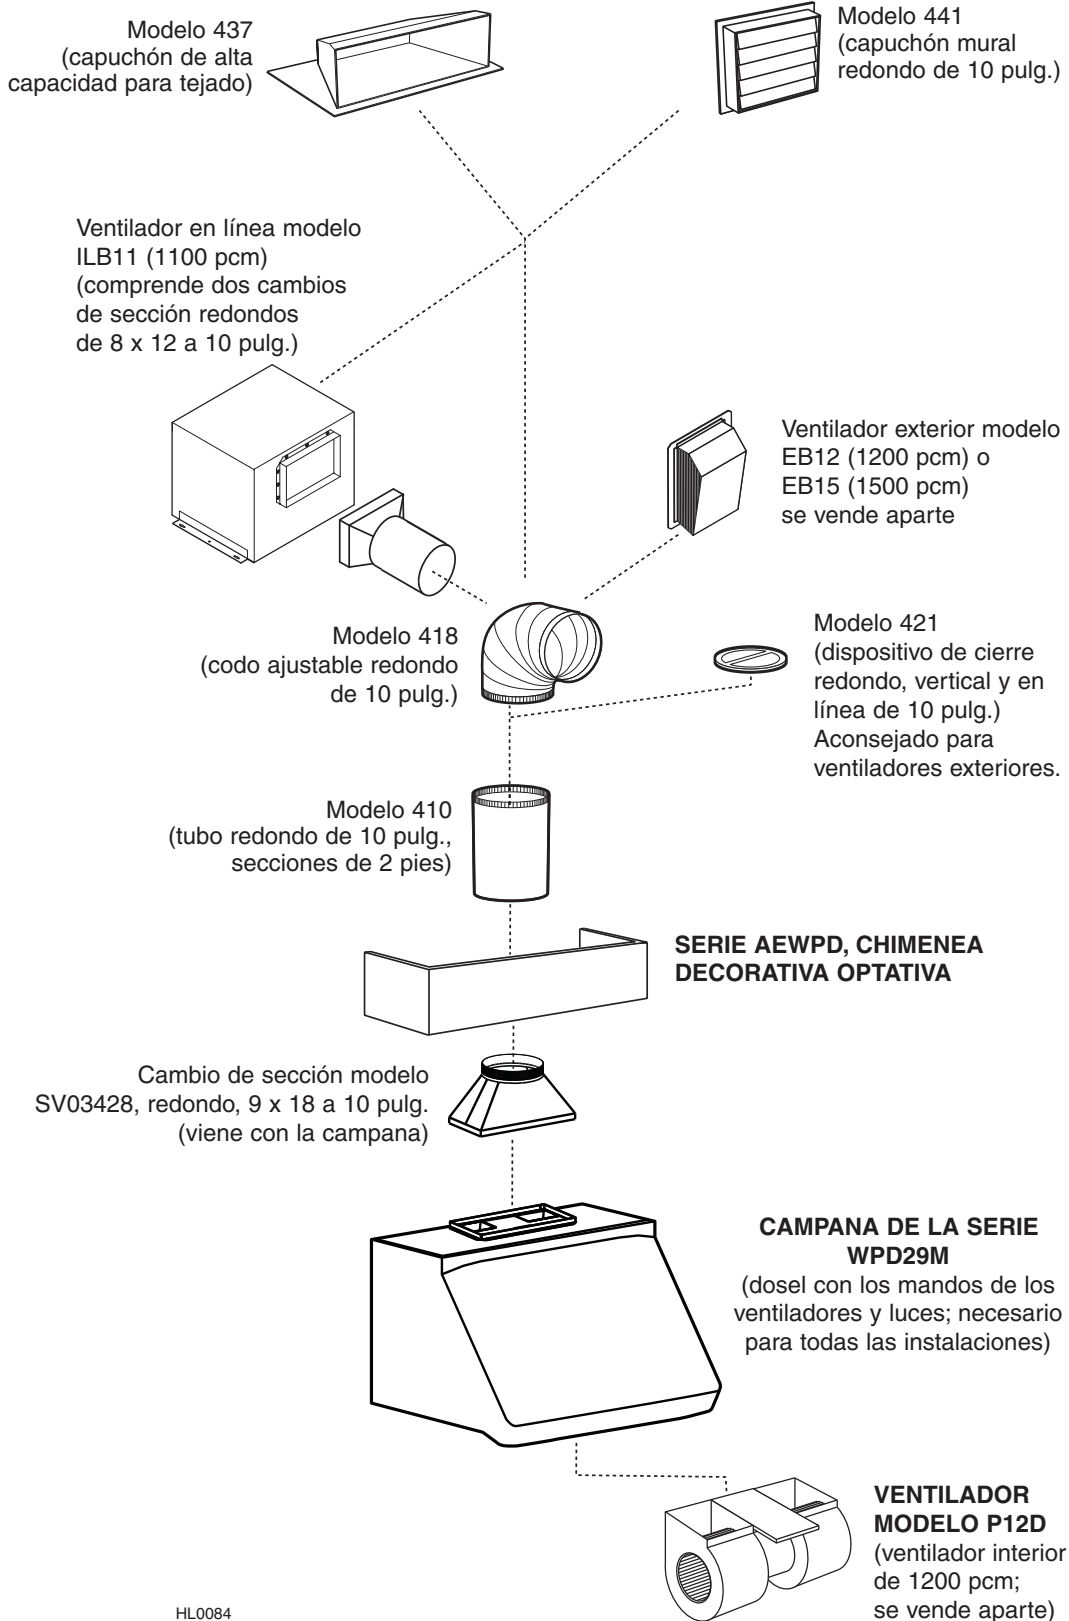 Modelo 437
(capuchón de alta
capacidad para tejado)
Modelo 441
(capuchón mural
redondo de 10 pulg.)
Ventilador en línea modelo
ILB11 (1100 pcm)
(comprende dos cambios
de sección redondos
de 8 x 12 a 10 pulg.)
Ventilador exterior modelo
EB12 (1200 pcm) o
EB15 (1500 pcm)
se vende aparte
Modelo 418
(codo ajustable redondo
de 10 pulg.)
Modelo 421
(dispositivo de cierre
redondo, vertical y en
línea de 10 pulg.)
Aconsejado para
ventiladores exteriores.
Modelo 410
(tubo redondo de 10 pulg.,
secciones de 2 pies)
SERIE AEWPD, CHIMENEA
DECORATIVA OPTATIVA
Cambio de sección modelo
SV03428, redondo, 9 x 18 a 10 pulg.
(viene con la campana)
CAMPANA DE LA SERIE
WPD29M
(dosel con los mandos de los
ventiladores y luces; necesario
para todas las instalaciones)
VENTILADOR
MODELO P12D
(ventilador interior
de 1200 pcm;
se vende aparte)
HL0084